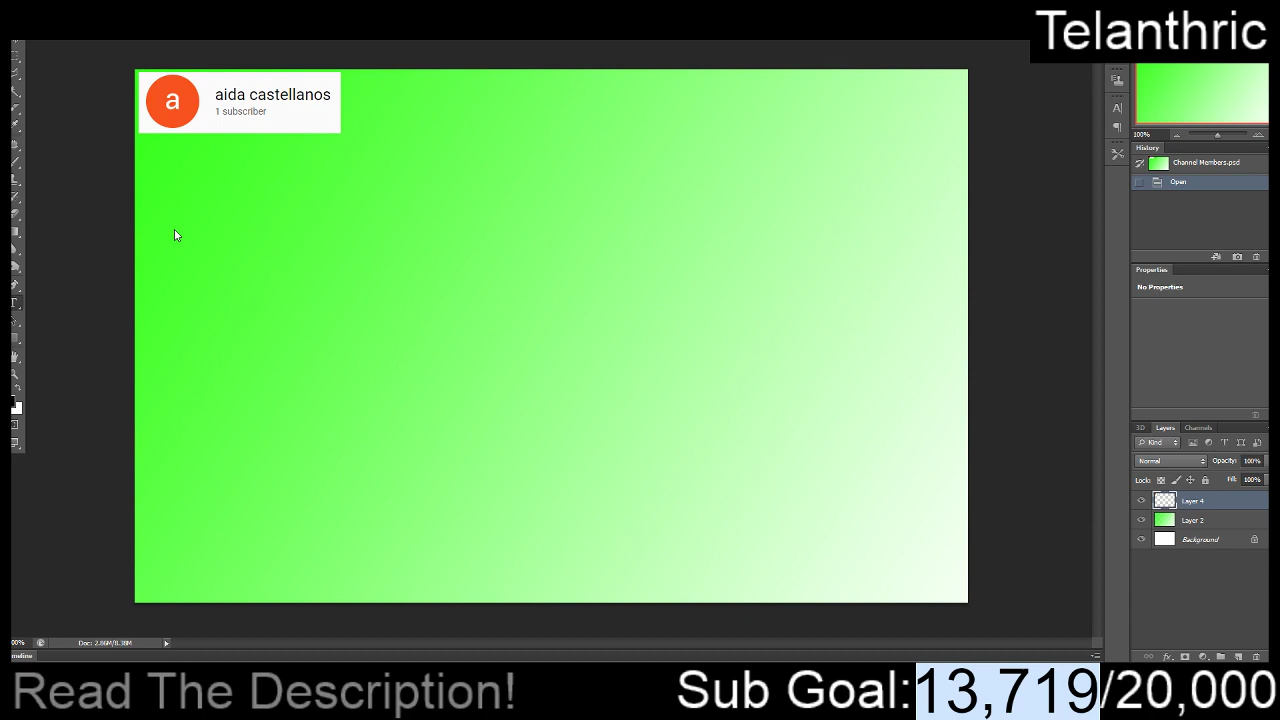 Telanthric
a
aida castellanos
1 subscriber
100%
History
Channel Members.psd
Open
Properties
No Properties
3D Layers Channels
Kind
Normal Opacity: 100%
Lock: Fill: 100%
Layer 4
Layer 2
Background
Doc: 2.86M/8.38M
meline
Read The Description!
Sub Goal:13,719/20,000